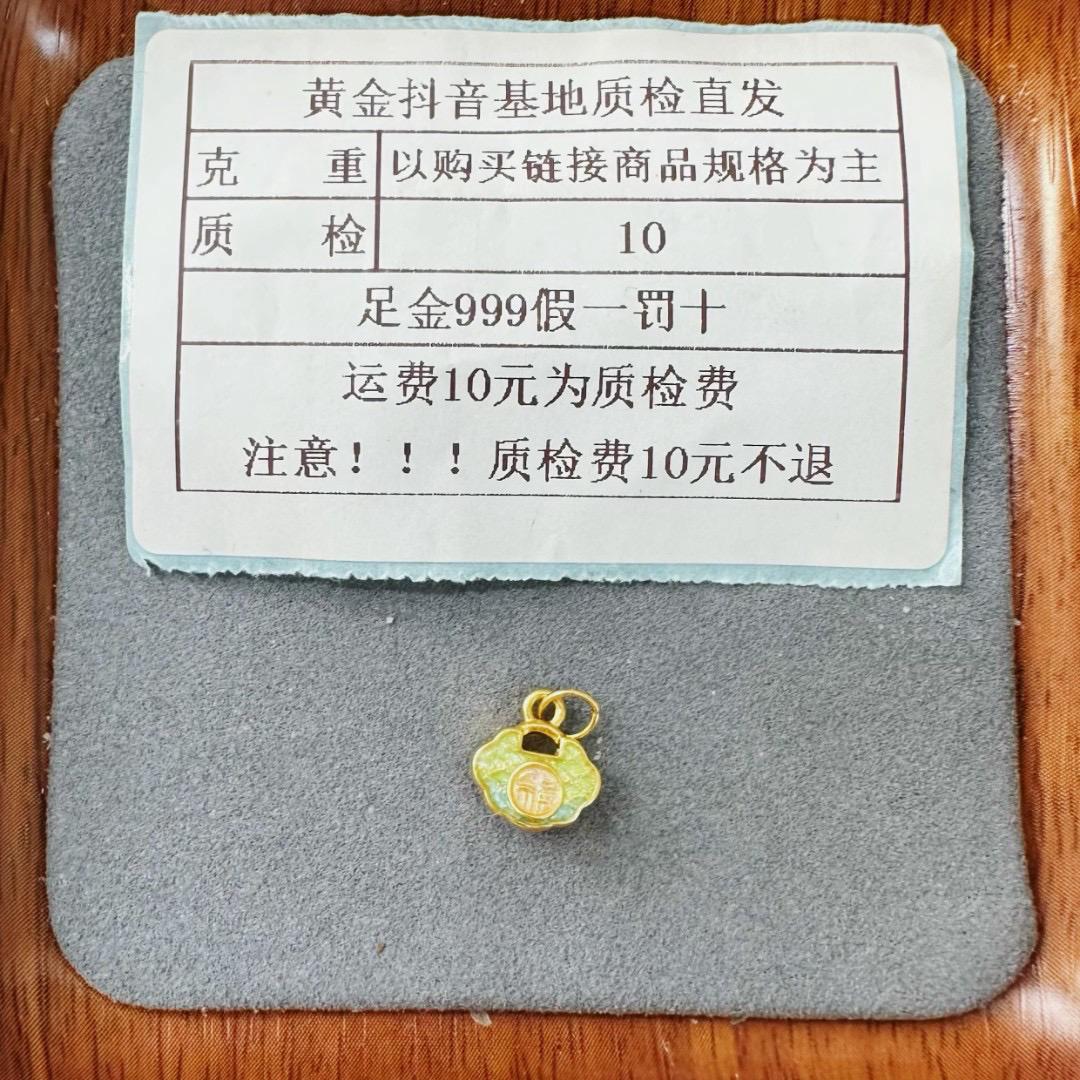 黄金抖音基地质检直发
克 重 以购买链接商品规格为主
质 检 10
足金999假一罚十
运费10元为质检费
注意！！！质检费10元不退
福